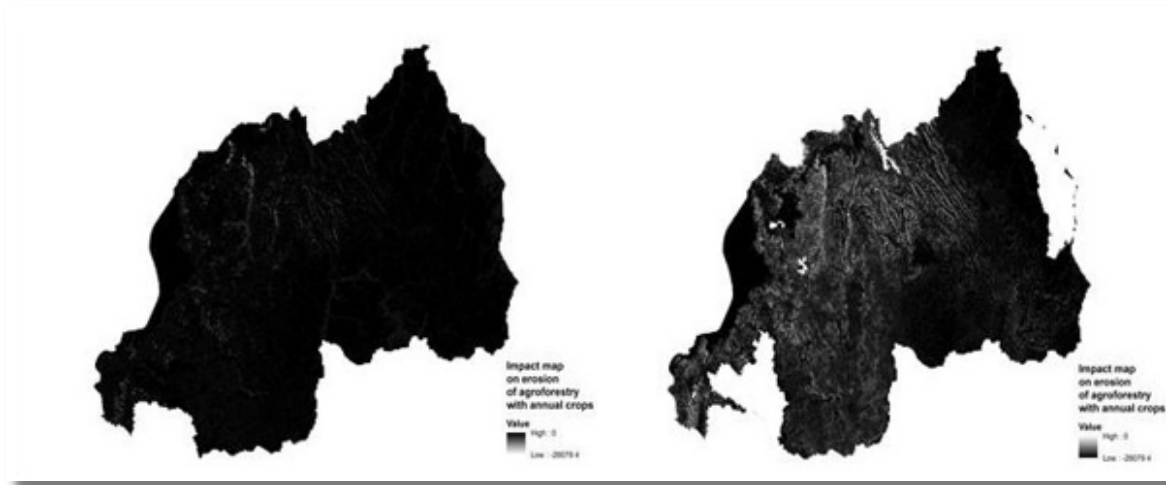 Impact map
on erosion
of agroforestry
with annual crops
Value
High : 0
Low : -26079.4
Impact map
on erosion
of agroforestry
with annual crops
Value
High : 0
Low : -26079.4